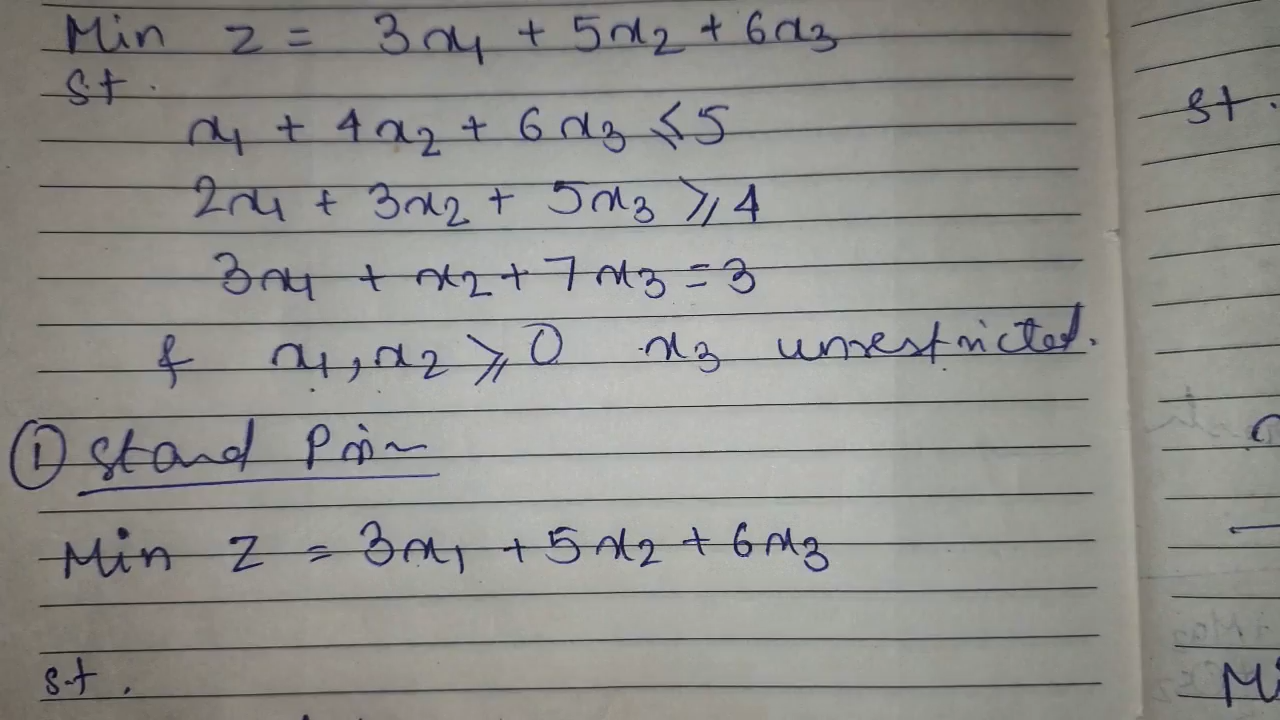 Min z = 3x1 + 5x2 + 6x3
st.
x1 + 4x2 + 6x3 ≤ 5
2x1 + 3x2 + 5x3 ≥ 4
3x1 + x2 + 7x3 = 3
& x1, x2 ≥ 0 x3 unrestricted.
① Stand Prim
Min Z = 3x1 + 5x2 + 6x3
s.t.
st.